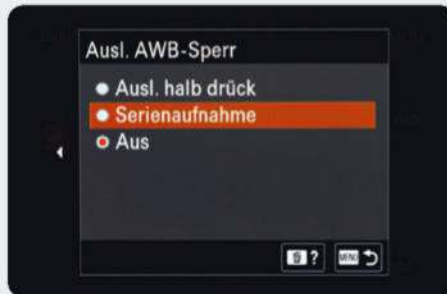 Ausl. AWB-Sperr
Ausl. halb drück
Serienaufnahme
Aus
? MENU